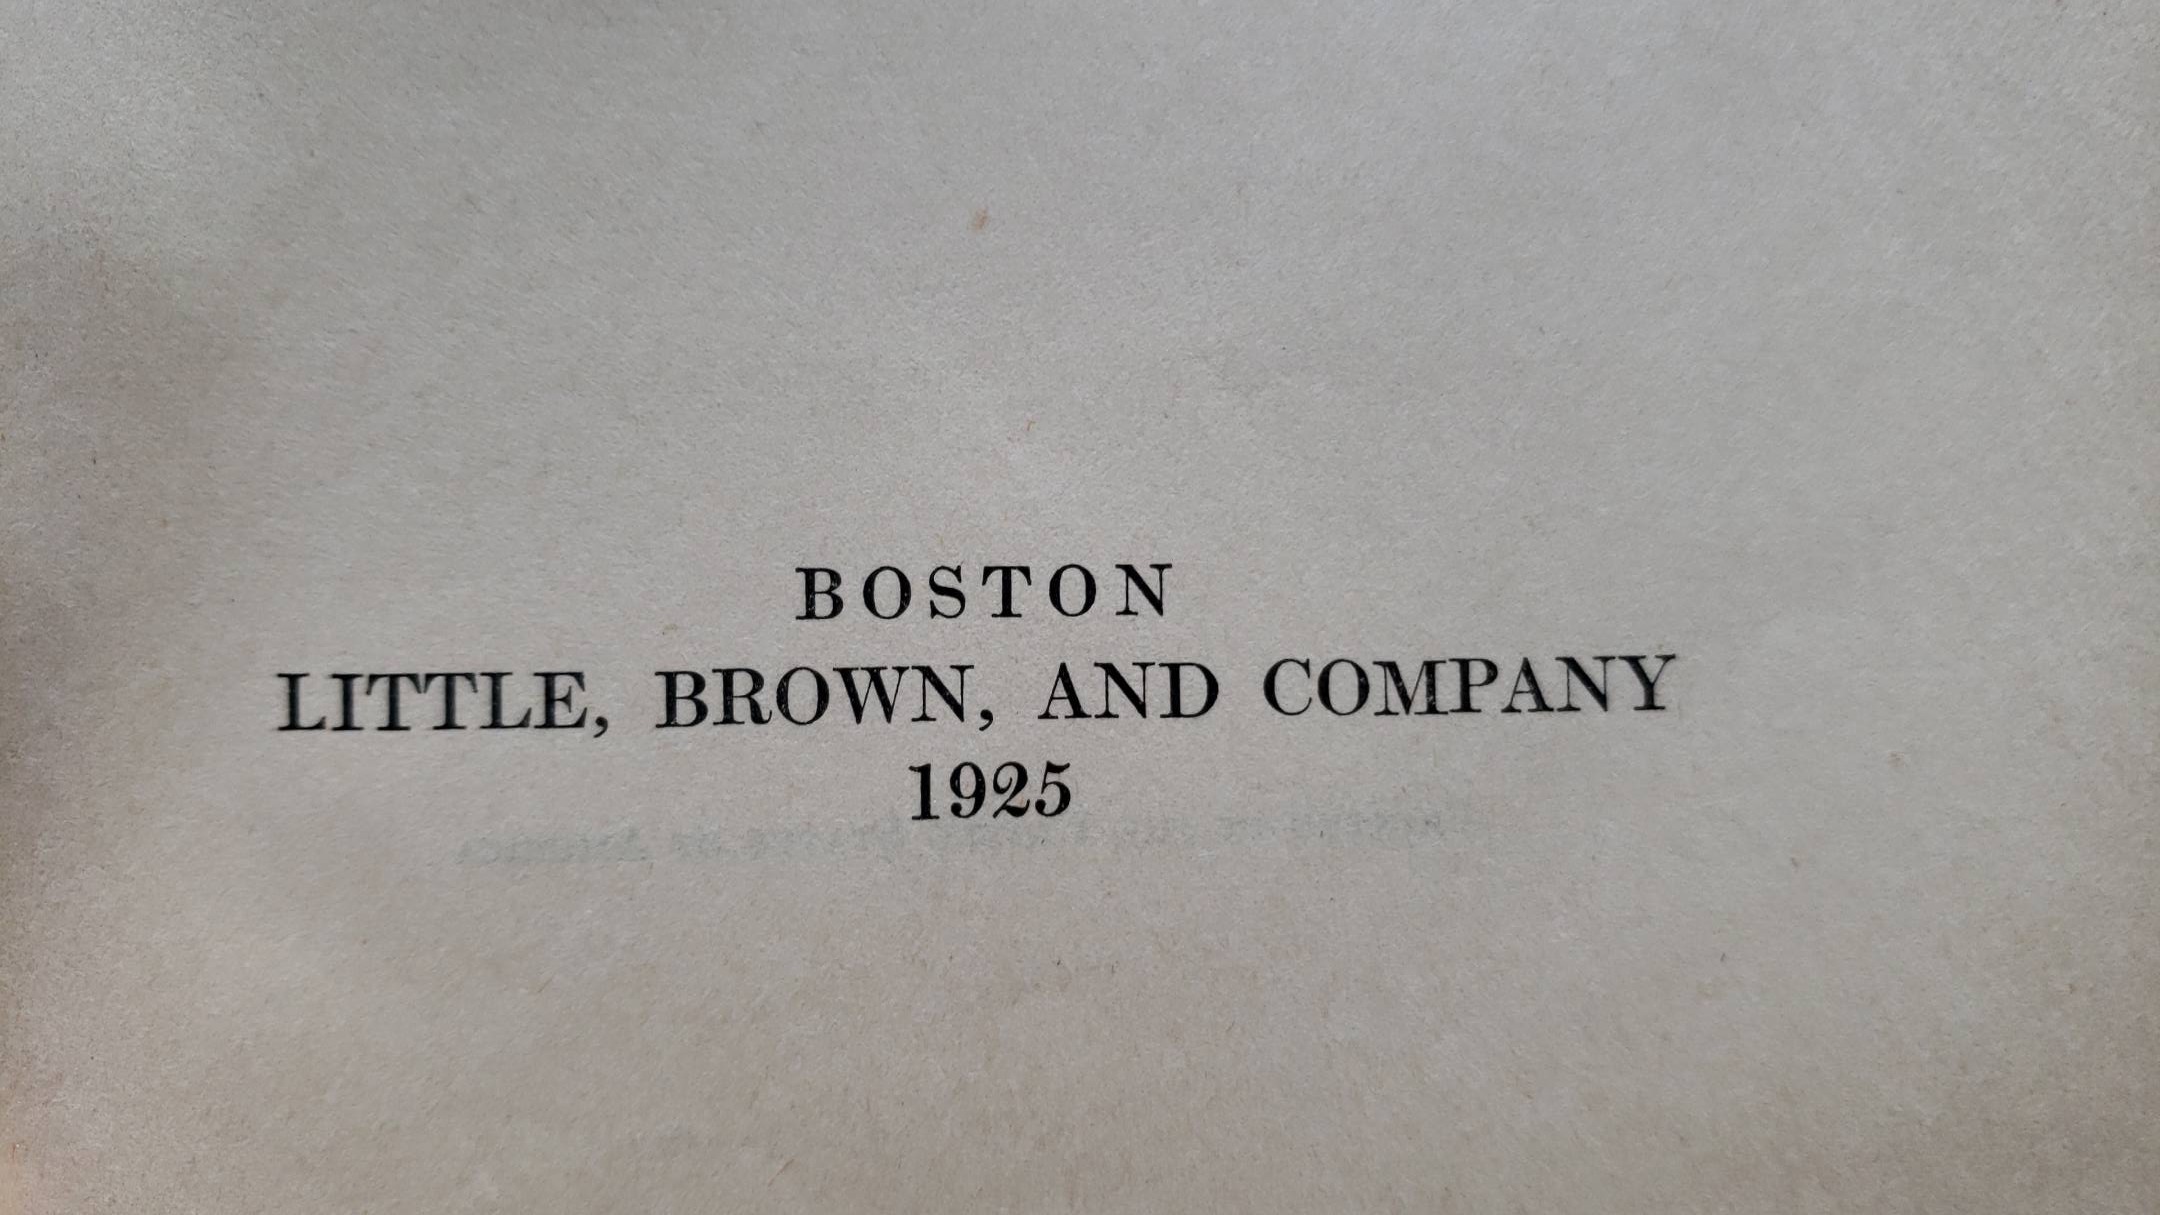 BOSTON
LITTLE, BROWN, AND COMPANY
1925